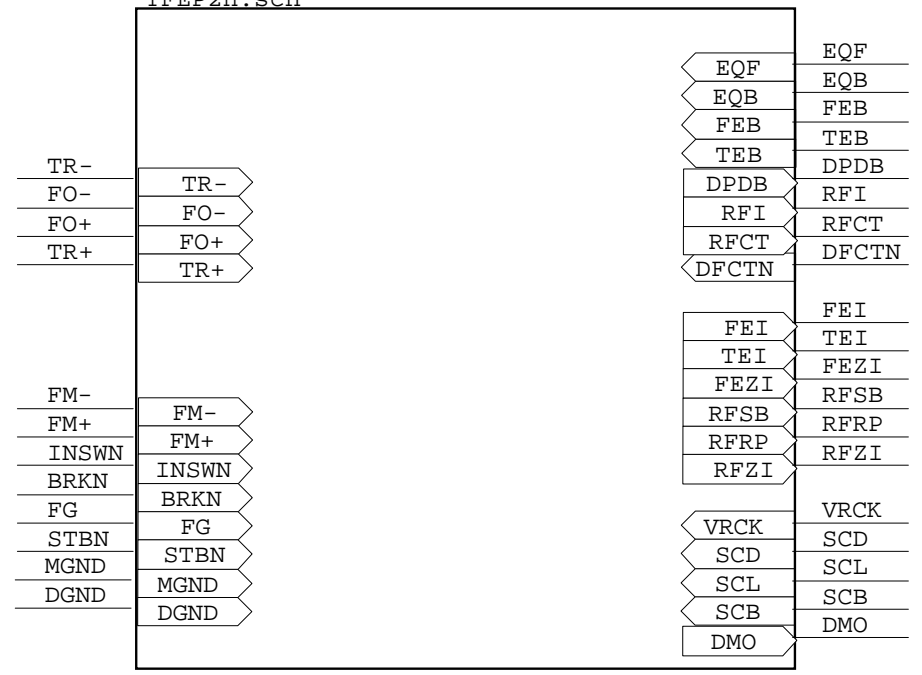 EQF
EQF
EQB
EQB
FEB
FEB
TEB
TEB
TR- DPDB
TR- DPDB
FO- RFI
FO- RFI
FO+ RFCT
FO+ RFCT
TR+ DFCTN
TR+ DFCTN
FEI
FEI
TEI
TEI
FEZI
FEZI
FM- RFSB
FM- RFSB
FM+ RFRP
FM+ RFRP
INSWN RFZI
INSWN RFZI
BRKN
BRKN
FG VRCK
FG VRCK
STBN SCD
STBN SCD
MGND SCL
MGND SCL
DGND SCB
DGND SCB
DMO
DMO